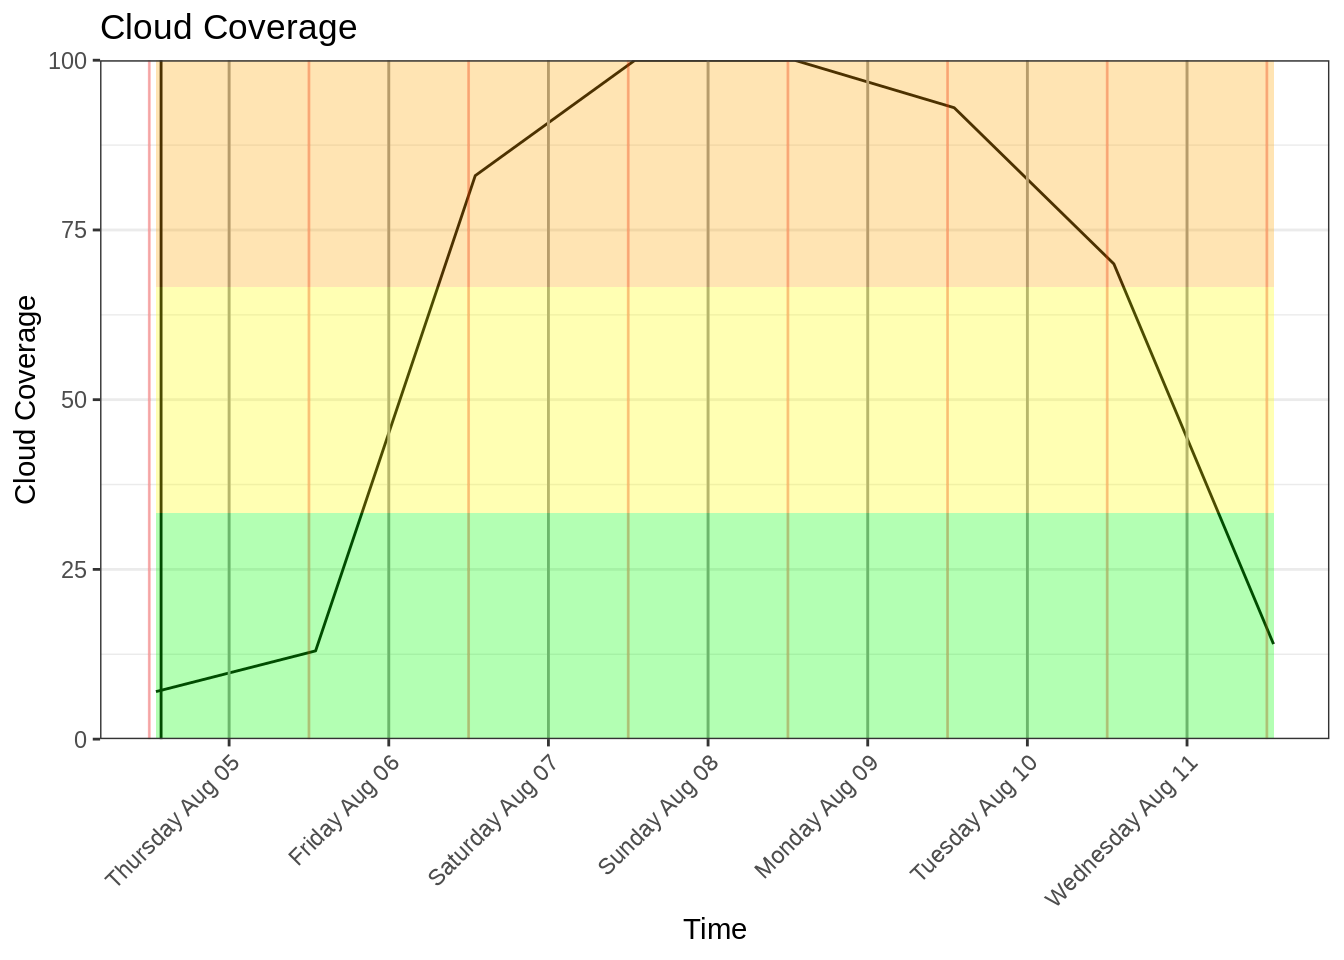 Cloud Coverage
100
75
50
25
0
Cloud Coverage
Thursday Aug 05
Friday Aug 06
Saturday Aug 07
Sunday Aug 08
Monday Aug 09
Tuesday Aug 10
Wednesday Aug 11
Time